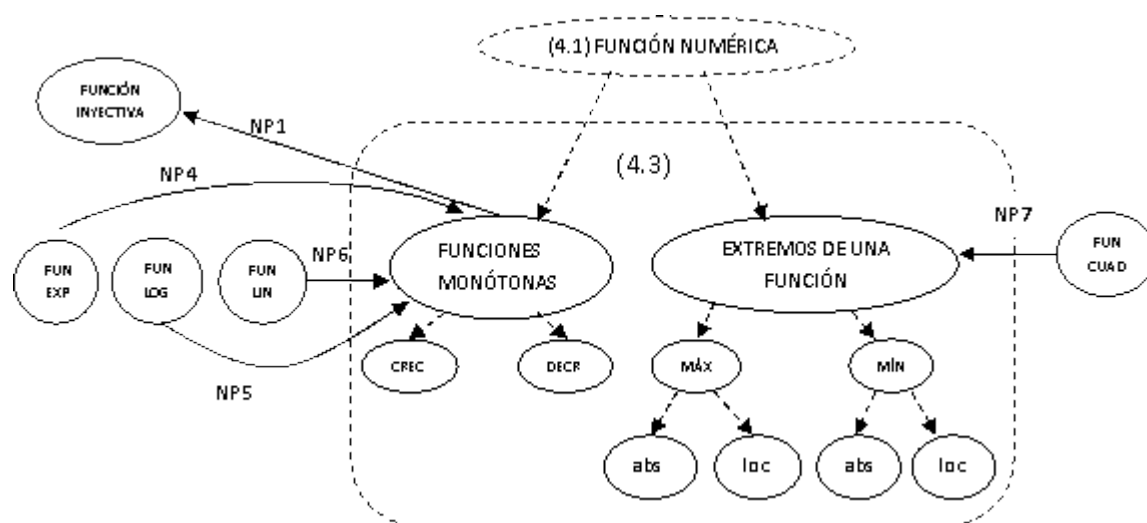 (4.1) FUNCIÓN NUMÉRICA
FUNCIÓN
INYECTIVA
NP1
(4.3)
NP4
NP7
FUN
EXP
FUN
LOG
FUN
LIN
NP6
FUNCIONES
MONÓTONAS
EXTREMOS DE UNA
FUNCIÓN
FUN
CUAD
NP5
CREC
DECR
MÁX
MÍN
abs
loc
abs
loc